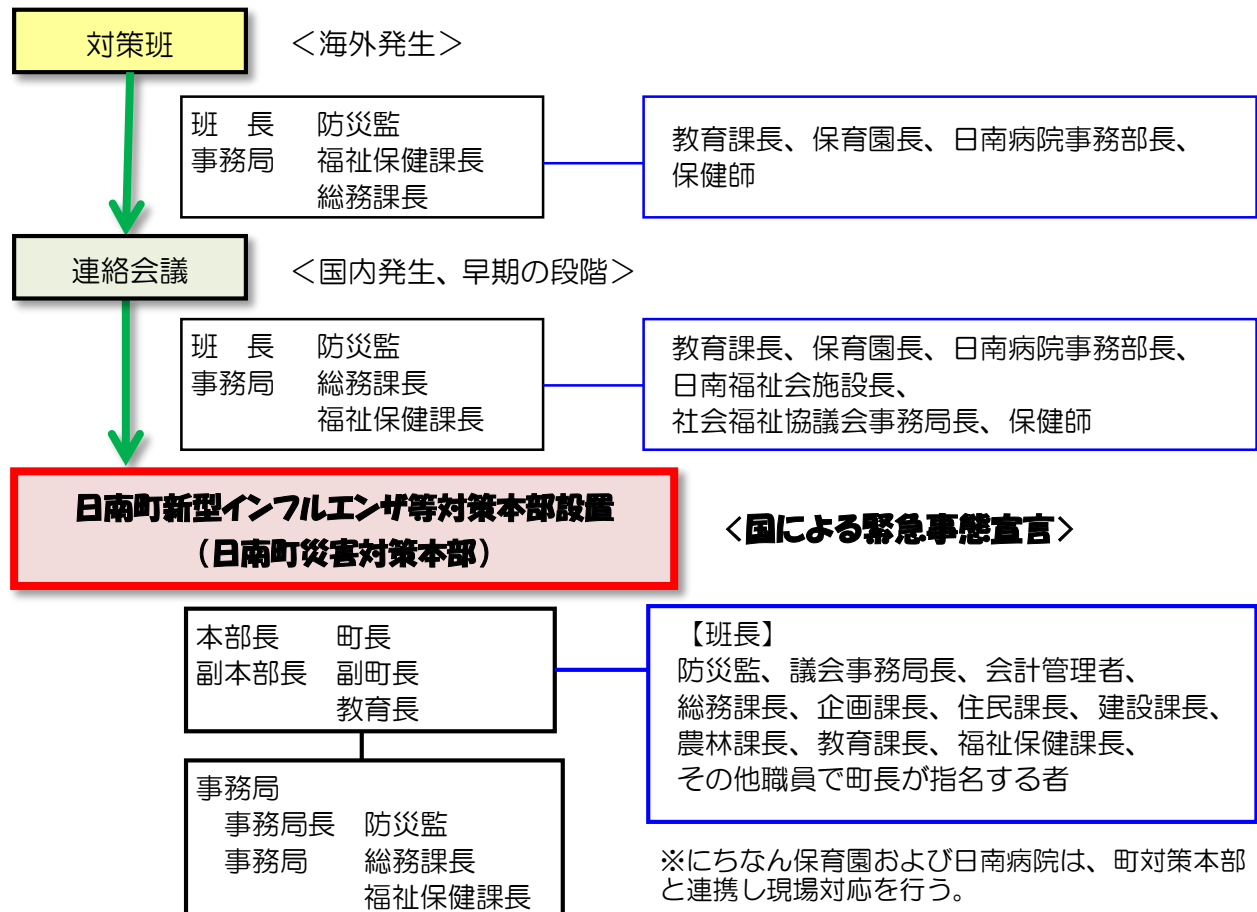 対策班
＜海外発生＞
班　長　防災監
事務局　福祉保健課長
総務課長
教育課長、保育園長、日南病院事務部長、
保健師
連絡会議
＜国内発生、早期の段階＞
班　長　防災監
事務局　総務課長
福祉保健課長
教育課長、保育園長、日南病院事務部長、
日南福祉会施設長、
社会福祉協議会事務局長、保健師
日南町新型インフルエンザ等対策本部設置
（日南町災害対策本部）
＜国による緊急事態宣言＞
本部長　町長
副本部長　副町長
教育長
【班長】
防災監、議会事務局長、会計管理者、
総務課長、企画課長、住民課長、建設課長、
農林課長、教育課長、福祉保健課長、
その他職員で町長が指名する者
事務局
事務局長　防災監
事務局　総務課長
福祉保健課長
※にちなん保育園および日南病院は、町対策本部
と連携し現場対応を行う。